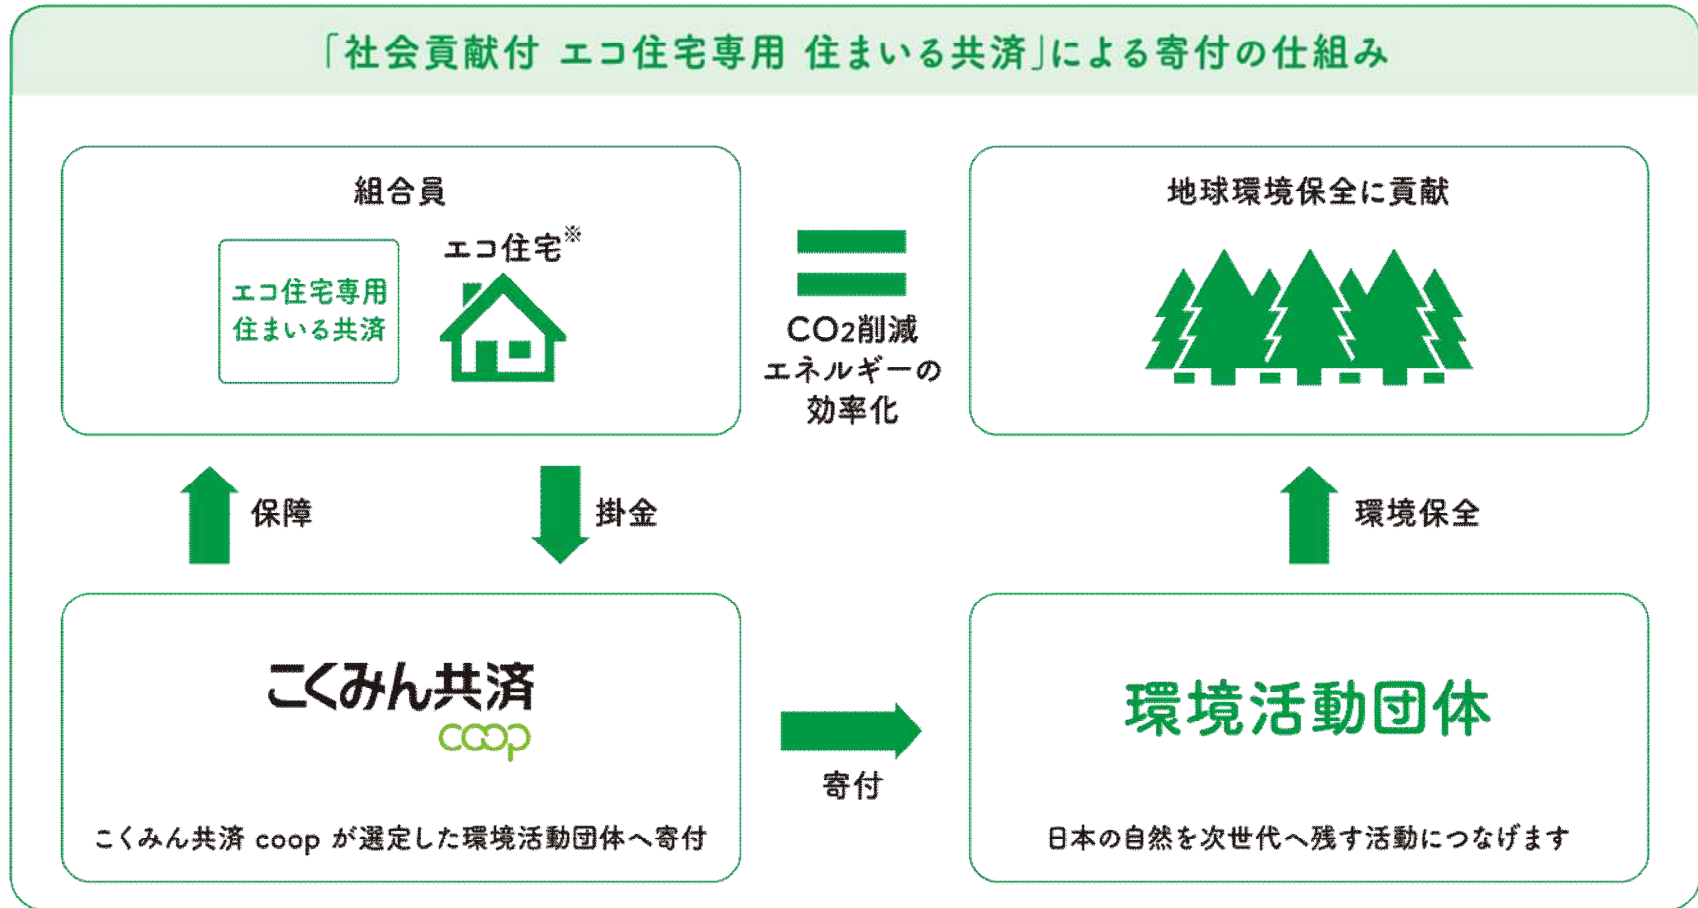 「社会貢献付 エコ住宅専用 住まいる共済」による寄付の仕組み
組合員
エコ住宅専用
住まいる共済
エコ住宅※
CO2削減
エネルギーの
効率化
地球環境保全に貢献
保障
掛金
環境保全
こくみん共済
coop
こくみん共済 coop が選定した環境活動団体へ寄付
寄付
環境活動団体
日本の自然を次世代へ残す活動につなげます